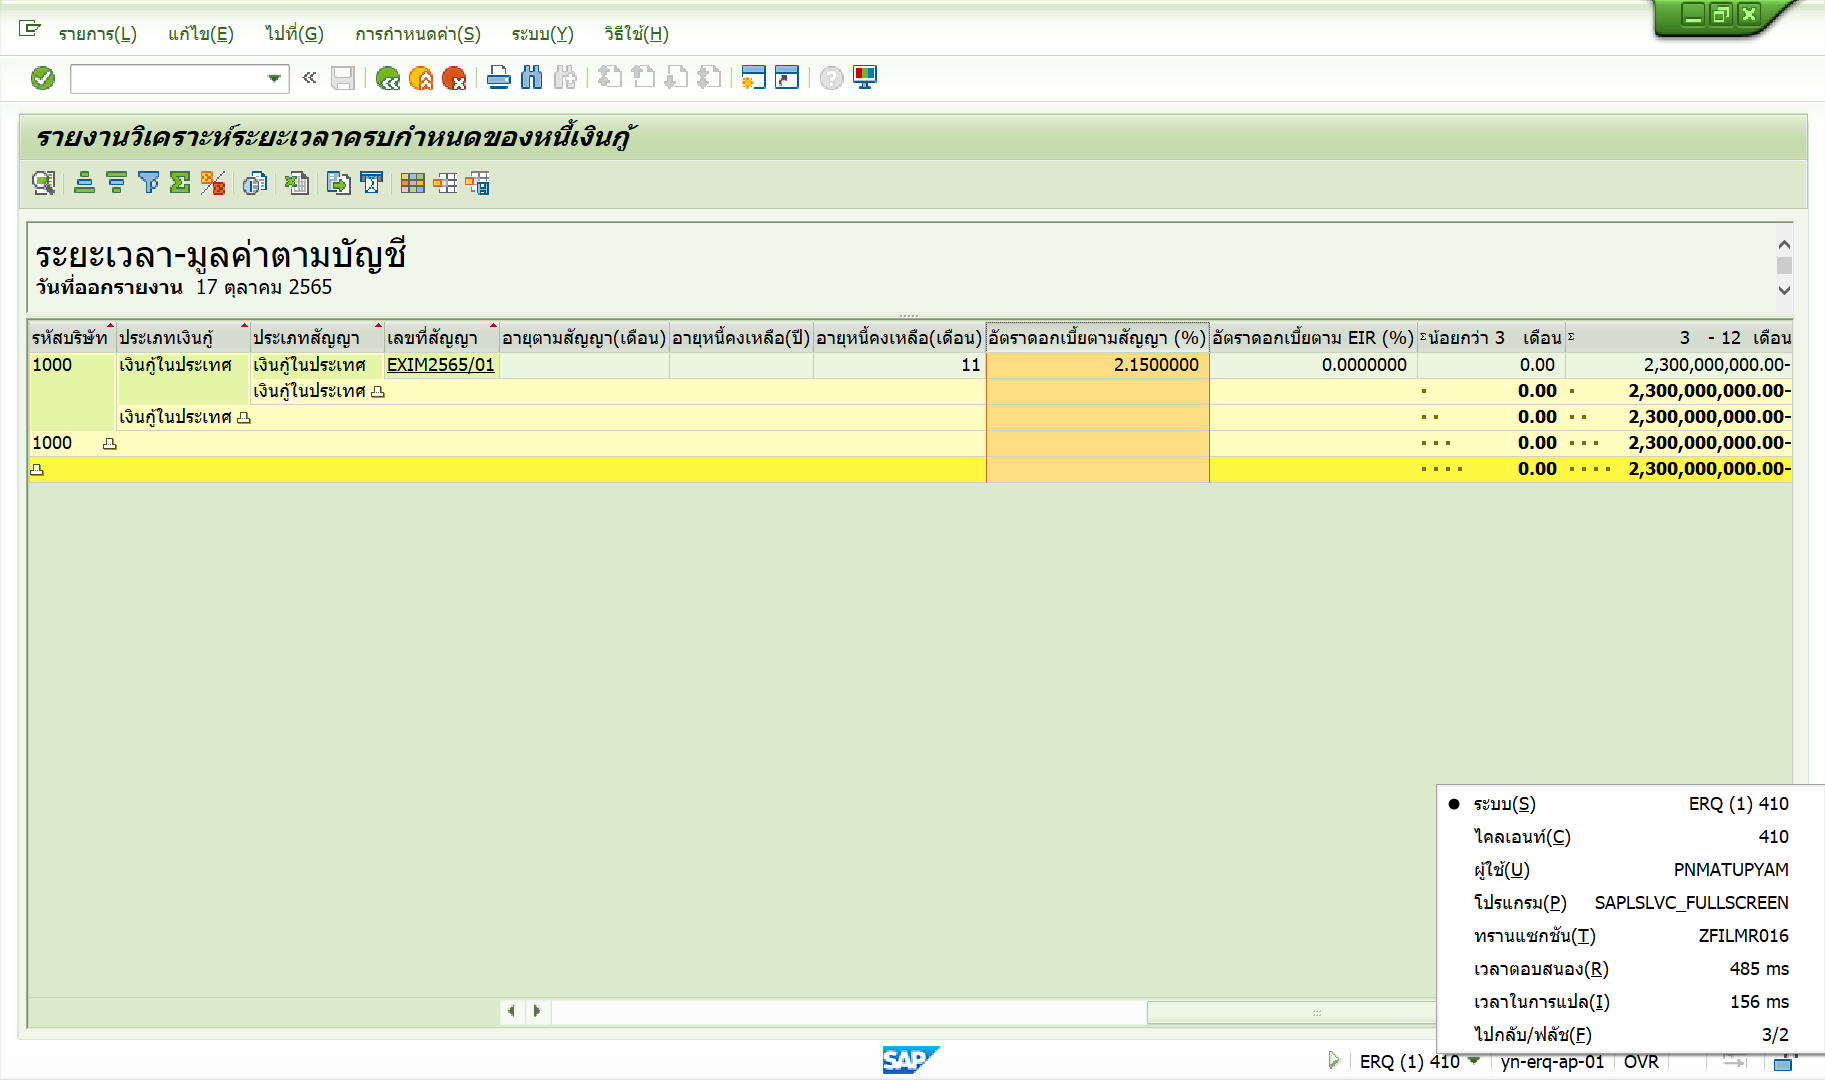 รายการ(L) แก้ไข(E) ไปที่(G) การกำหนดค่า(S) ระบบ(Y) วิธีใช้(H)
รายงานวิเคราะห์ระยะเวลาครบกำหนดของหนี้เงินกู้
ระยะเวลา-มูลค่าตามบัญชี
วันที่ออกรายงาน 17 ตุลาคม 2565
รหัสบริษัท ประเภทเงินกู้ ประเภทสัญญา เลขที่สัญญา อายุตามสัญญา(เดือน) อายุหนี้คงเหลือ(ปี) อายุหนี้คงเหลือ(เดือน) อัตราดอกเบี้ยตามสัญญา (%) อัตราดอกเบี้ยตาม EIR (%) Σน้อยกว่า 3 เดือน Σ 3 - 12 เดือน
1000 เงินกู้ในประเทศ เงินกู้ในประเทศ EXIM2565/01 11 2.1500000 0.0000000 0.00 2,300,000,000.00-
เงินกู้ในประเทศ 0.00 2,300,000,000.00-
เงินกู้ในประเทศ 0.00 2,300,000,000.00-
1000 0.00 2,300,000,000.00-
0.00 2,300,000,000.00-
ระบบ(S) ERQ (1) 410
ไคลเอนท์(C) 410
ผู้ใช้(U) PNMATUPYAM
โปรแกรม(P) SAPLSLVC_FULLSCREEN
ทรานแซกชัน(T) ZFILMR016
เวลาตอบสนอง(R) 485 ms
เวลาในการแปล(I) 156 ms
ไปกลับ/ฟลัช(F) 3/2
SAP ERQ (1) 410 yn-erq-ap-01 OVR